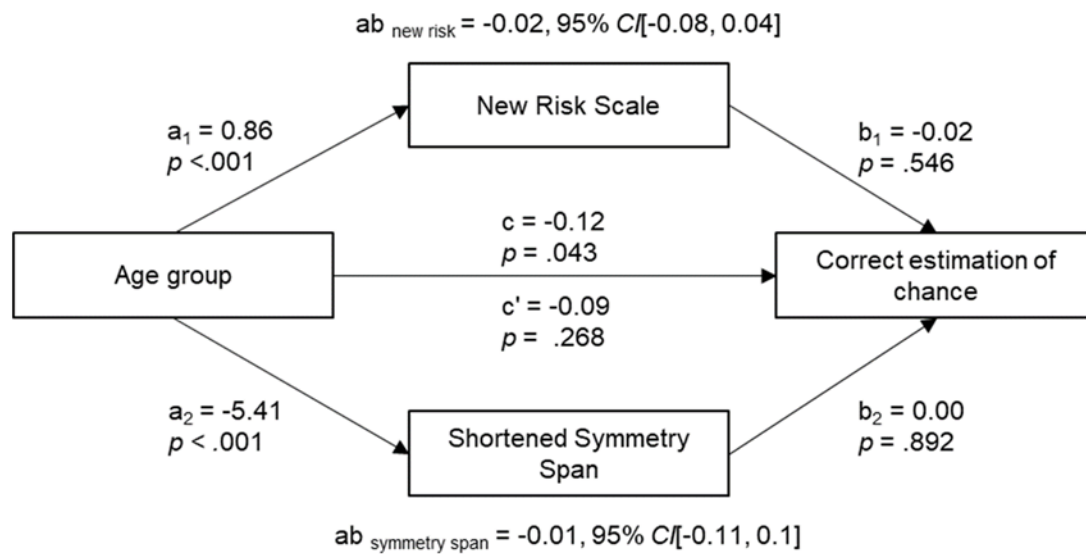 ab new risk = -0.02, 95% CI[-0.08, 0.04]
New Risk Scale
a1 = 0.86
p <.001
b1 = -0.02
p = .546
c = -0.12
p = .043
Age group
Correct estimation of
chance
c' = -0.09
p = .268
a2 = -5.41
p < .001
Shortened Symmetry
Span
b2 = 0.00
p = .892
ab symmetry span = -0.01, 95% CI[-0.11, 0.1]